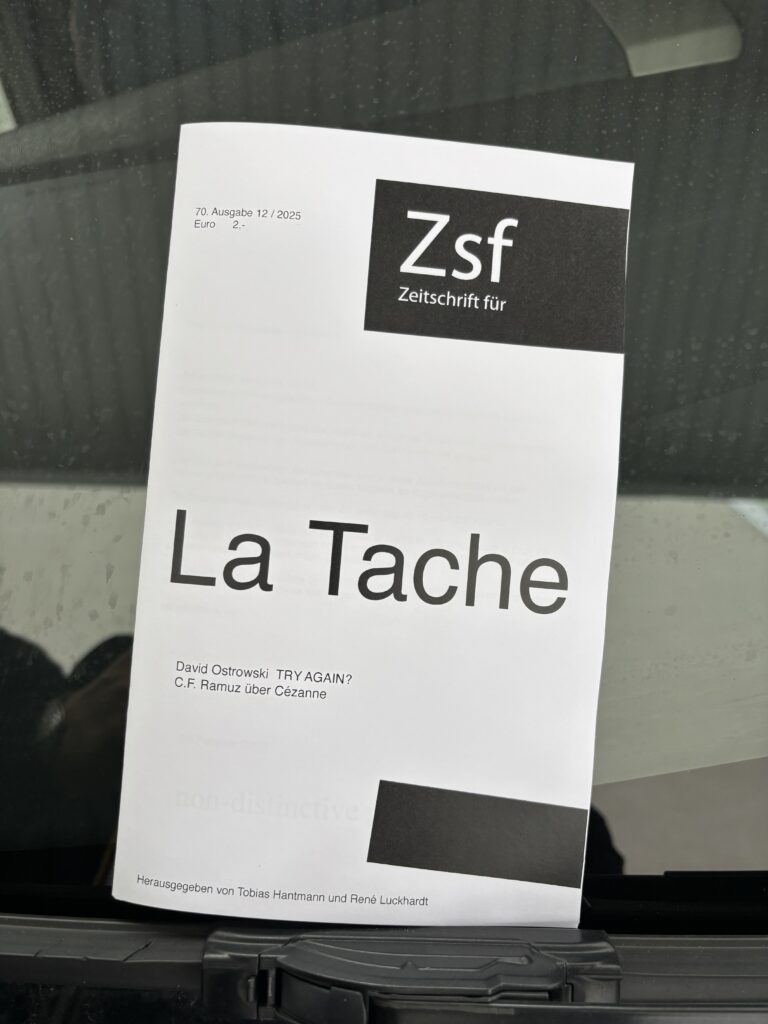 70. Ausgabe 12 / 2025
Euro 2,-
Zsf
Zeitschrift für
La Tache
David Ostrowski TRY AGAIN?
C.F. Ramuz über Cézanne
non-distinctive
Herausgegeben von Tobias Hantmann und René Luckhardt